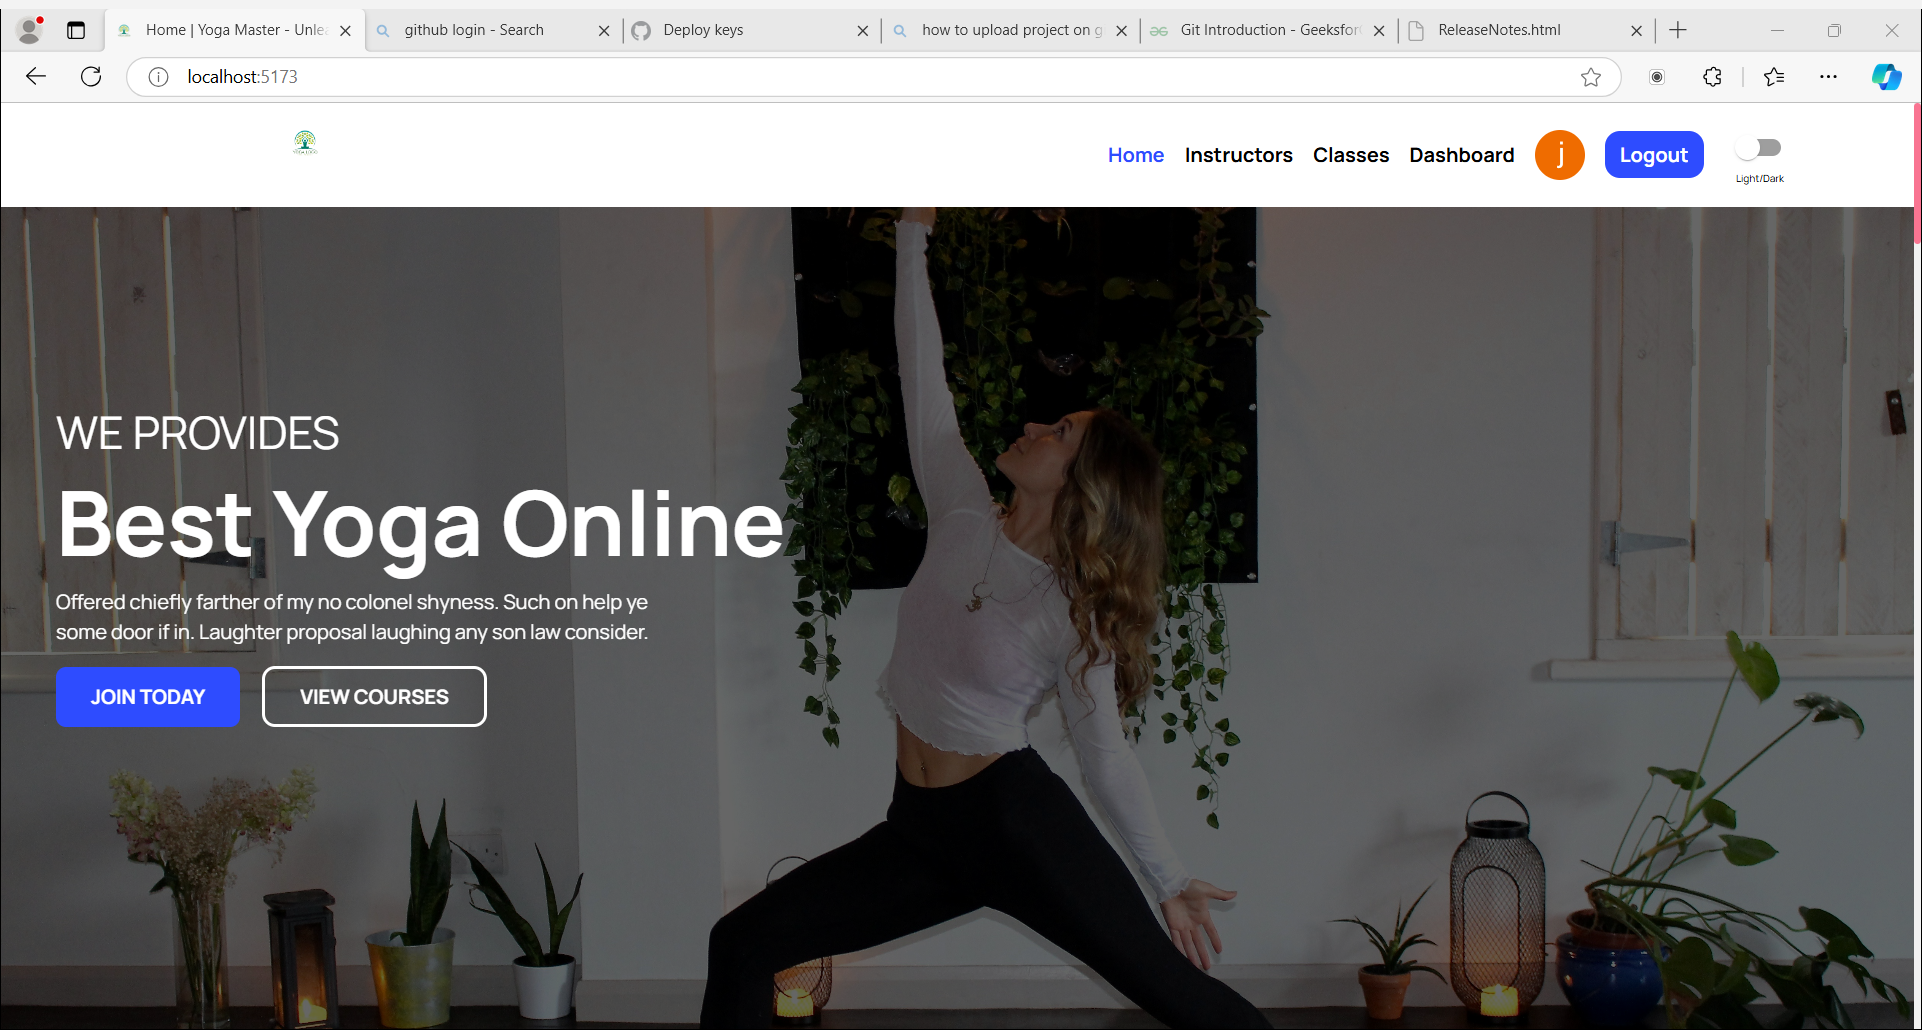 Home | Yoga Master - Unlea
github login - Search
Deploy keys
how to upload project on g
Git Introduction - Geeksfor
ReleaseNotes.html
localhost:5173
Home
Instructors
Classes
Dashboard
j
Logout
Light/Dark
WE PROVIDES
Best Yoga Online
Offered chiefly farther of my no colonel shyness. Such on help ye
some door if in. Laughter proposal laughing any son law consider.
JOIN TODAY
VIEW COURSES